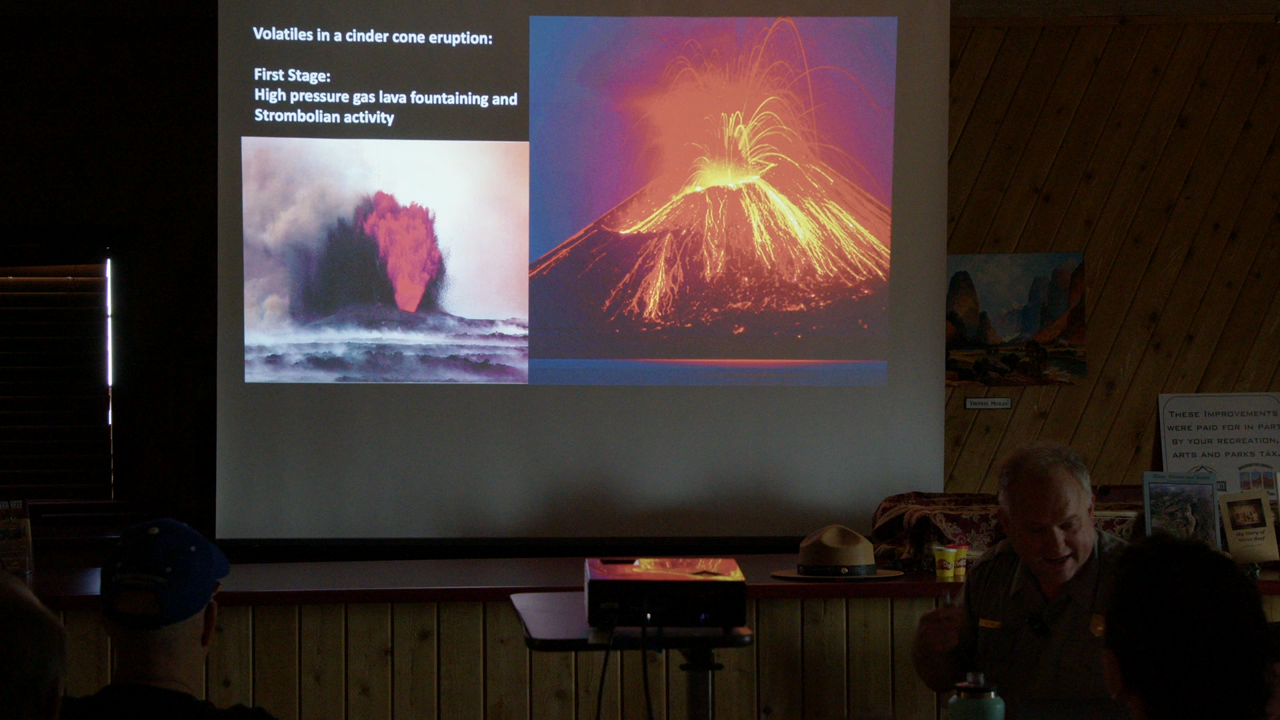 Volatiles in a cinder cone eruption:
First Stage:
High pressure gas lava fountaining and
Strombolian activity
These Improvements
were paid for in part
by your Recreation,
Arts and Parks Tax.